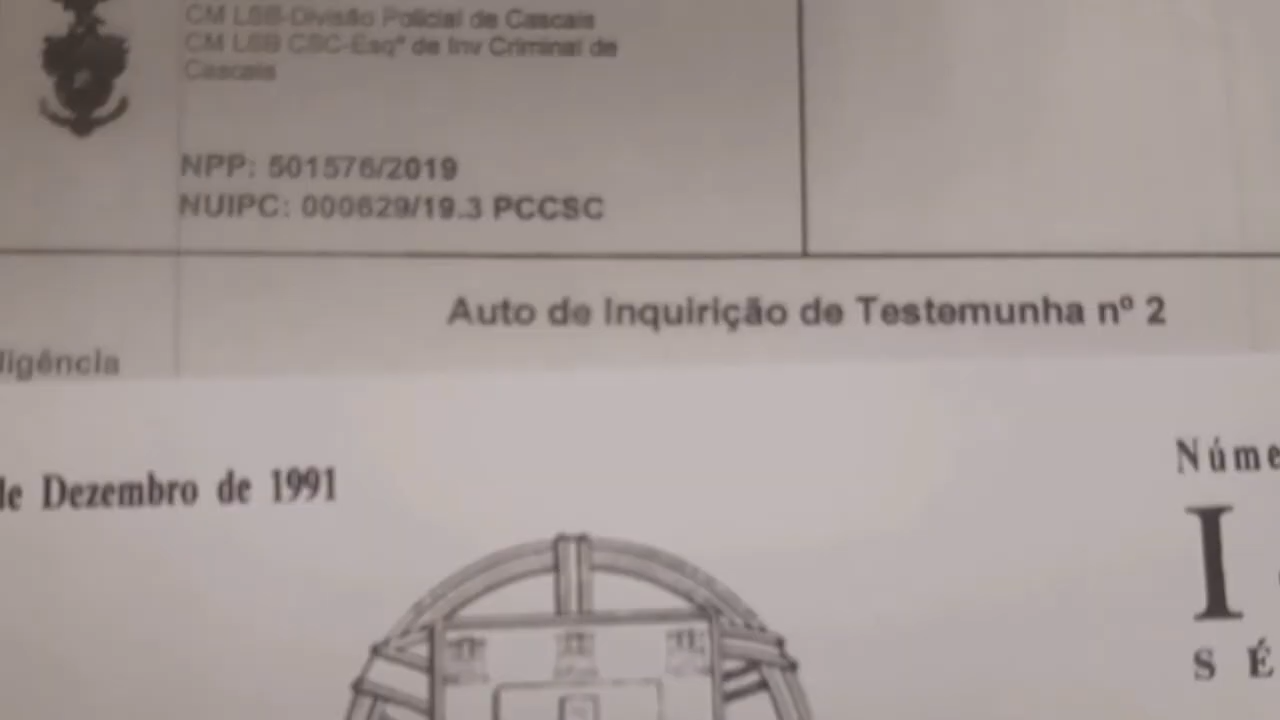 CM LSB-Divisão Policial de Cascais
CM LSB CSC-Esqª de Inv Criminal de
Cascais
NPP: 501576/2019
NUIPC: 000629/19.3 PCCSC
Auto de Inquirição de Testemunha nº 2
ligência
de Dezembro de 1991
Núme
I
SÉ